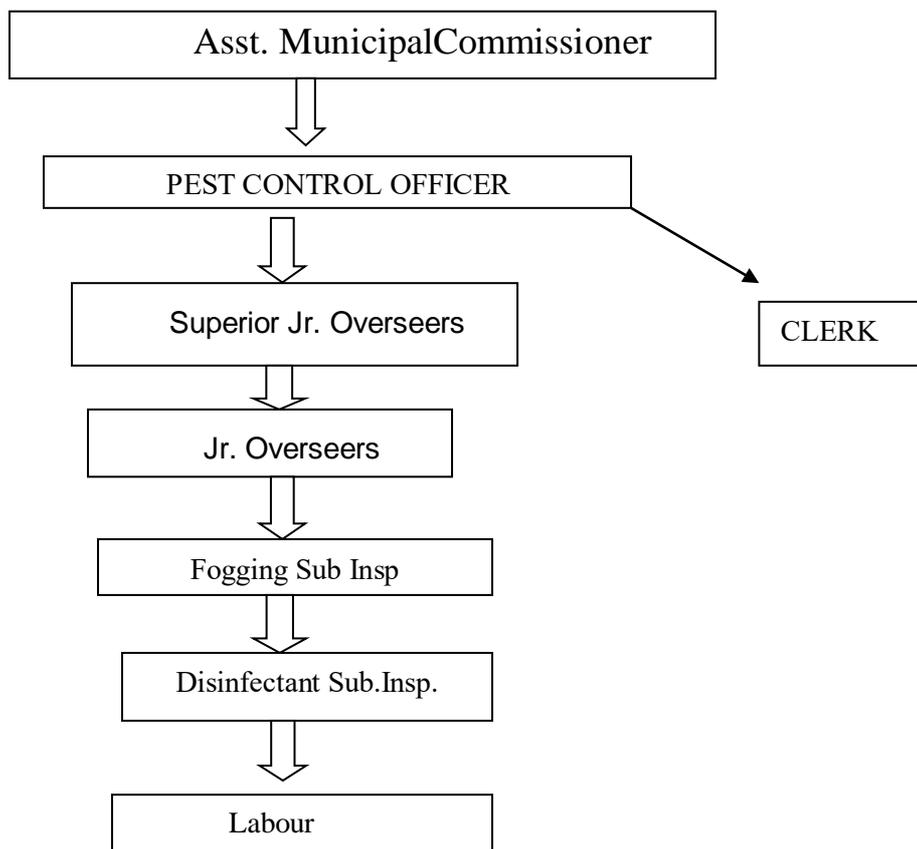 Asst. MunicipalCommissioner
PEST CONTROL OFFICER
Superior Jr. Overseers
CLERK
Jr. Overseers
Fogging Sub Insp
Disinfectant Sub.Insp.
Labour